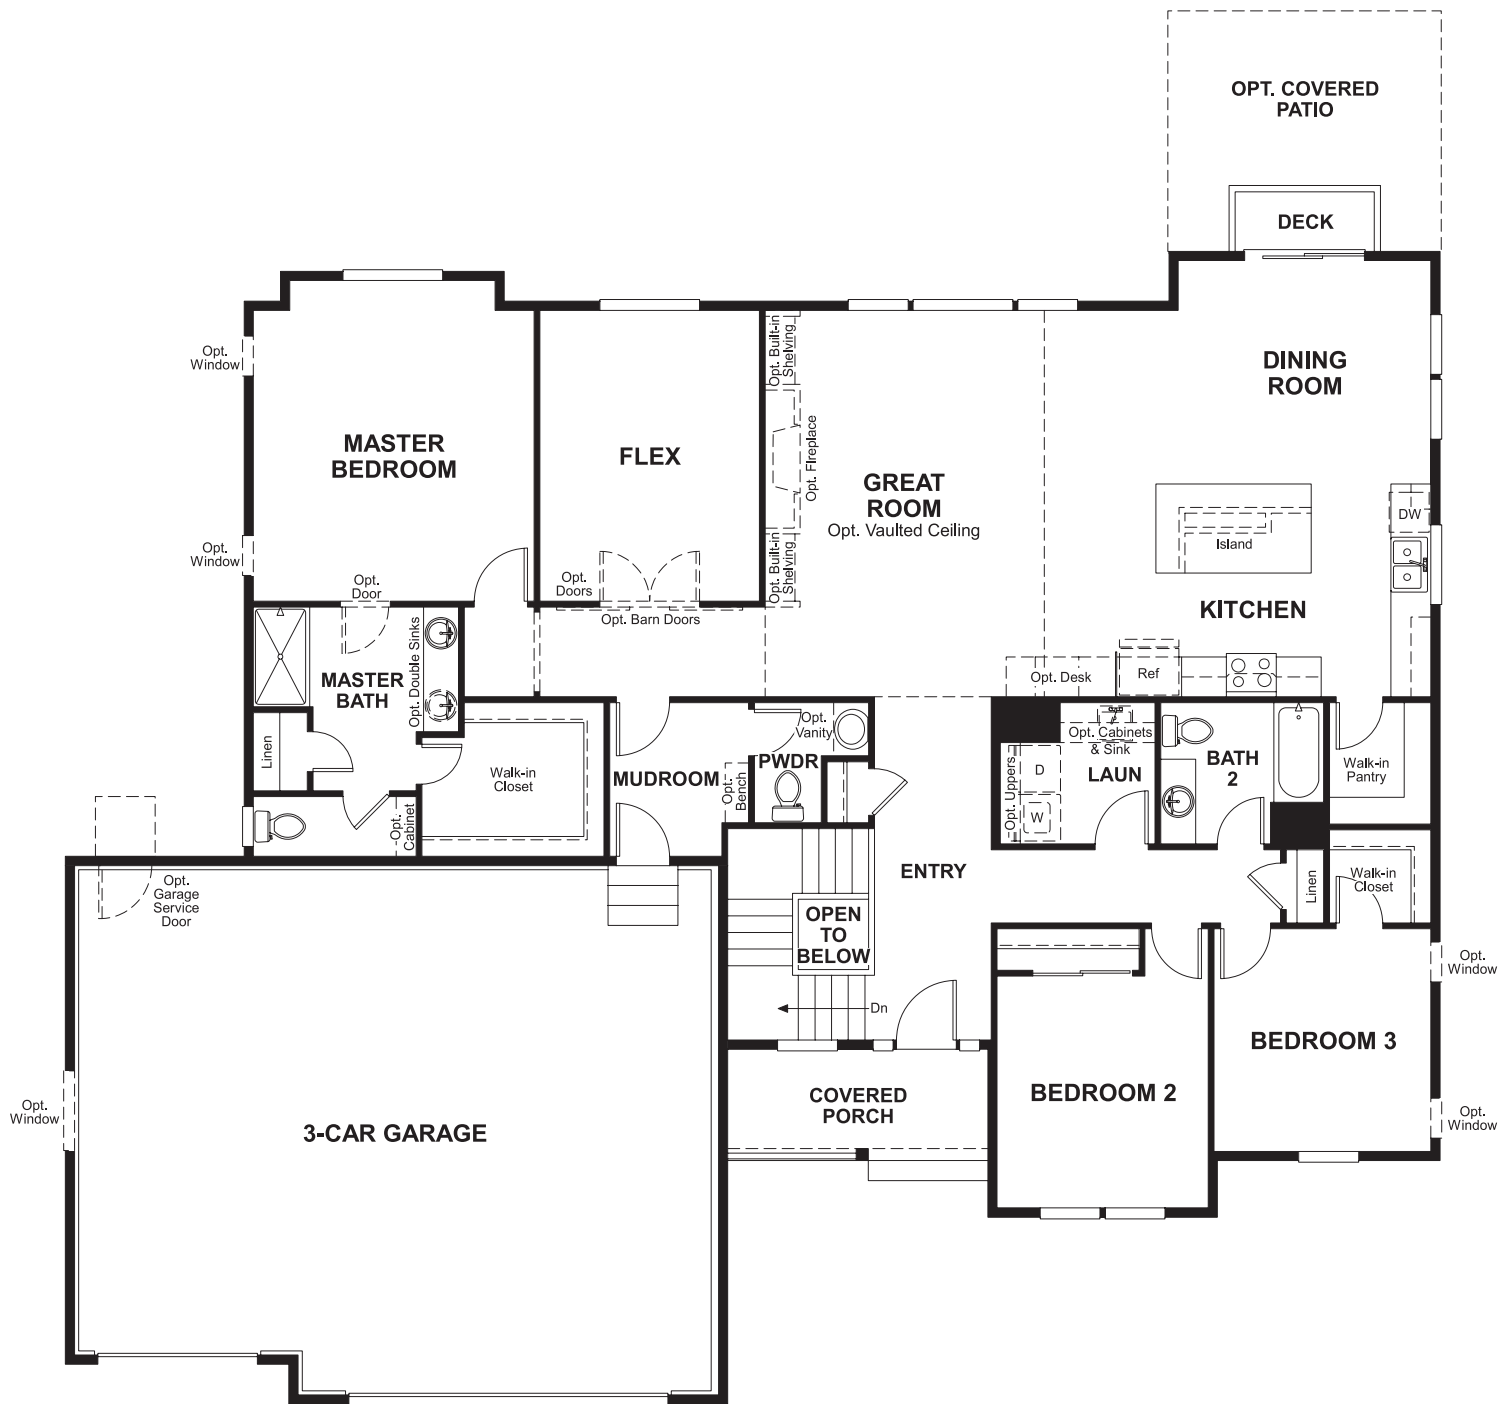 OPT. COVERED
PATIO
DECK
Opt.
Window
Opt. Built-in
Shelving
DINING
ROOM
MASTER
BEDROOM
FLEX
Opt. FIreplace
GREAT
ROOM
Opt. Vaulted Ceiling
DW
Island
Opt.
Window
Opt.
Door
Opt.
Doors
Opt. Built-in
Shelving
KITCHEN
Opt. Barn Doors
Opt. Double Sinks
MASTER
BATH
Opt. Desk
Ref
Opt.
Vanity
Opt. Cabinets
& Sink
Linen
Walk-in
Closet
MUDROOM
PWDR
Opt.
Bench
Opt. Uppers
D
LAUN
BATH
2
Walk-in
Pantry
W
Opt.
Cabinet
ENTRY
Opt.
Garage
Service
Door
Linen
Walk-in
Closet
OPEN
TO
BELOW
Dn
Opt.
Window
BEDROOM 3
BEDROOM 2
COVERED
PORCH
Opt.
Window
Opt.
Window
3-CAR GARAGE